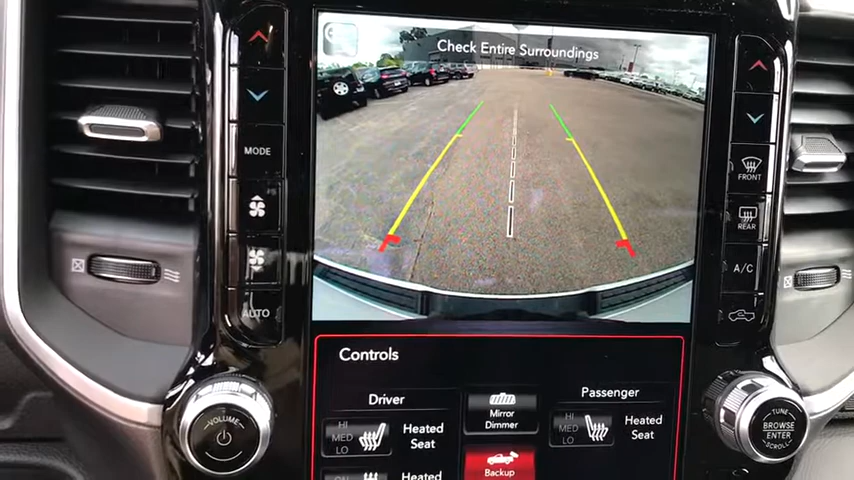 Check Entire Surroundings
MODE
AUTO
FRONT
REAR
A/C
Controls
Driver
Passenger
HI
MED
LO
Heated
Seat
Mirror
Dimmer
HI
MED
LO
Heated
Seat
Heated
Backup
VOLUME
TUNE
BROWSE
ENTER